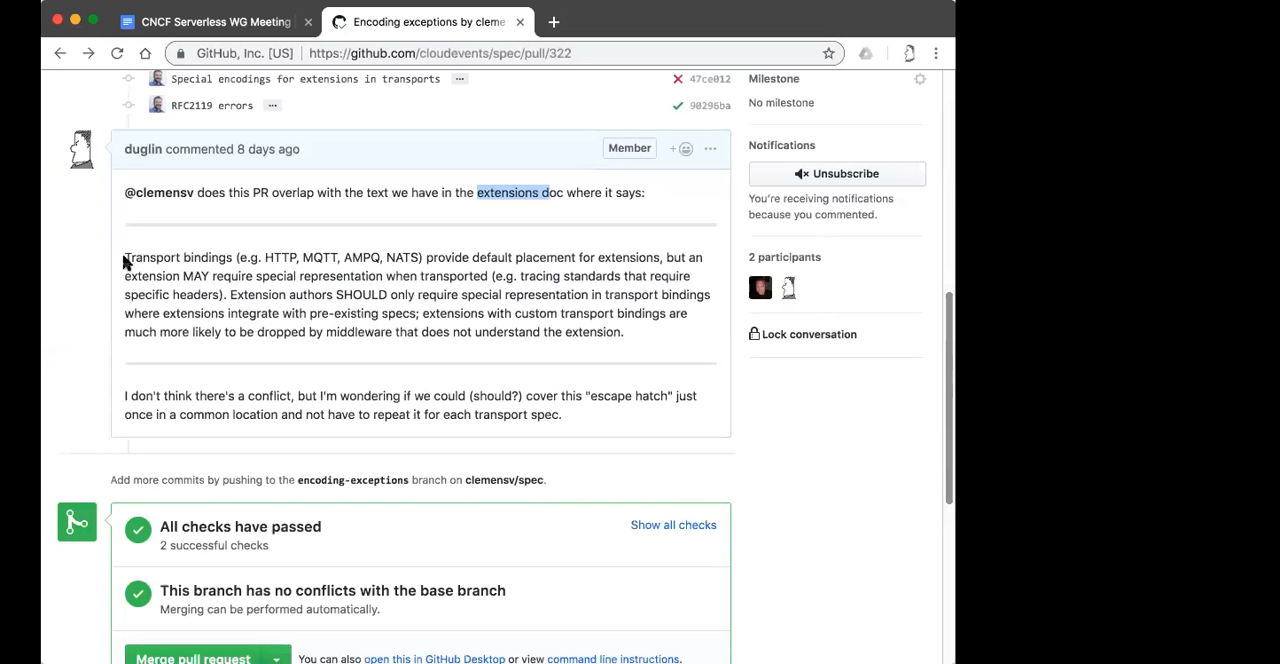 CNCF Serverless WG Meeting
Encoding exceptions by cleme
GitHub, Inc. [US] | https://github.com/cloudevents/spec/pull/322
Special encodings for extensions in transports ... 47ce012
RFC2119 errors ... 90296ba
duglin commented 8 days ago
Member
@clemensv does this PR overlap with the text we have in the extensions doc where it says:
Transport bindings (e.g. HTTP, MQTT, AMPQ, NATS) provide default placement for extensions, but an
extension MAY require special representation when transported (e.g. tracing standards that require
specific headers). Extension authors SHOULD only require special representation in transport bindings
where extensions integrate with pre-existing specs; extensions with custom transport bindings are
much more likely to be dropped by middleware that does not understand the extension.
I don't think there's a conflict, but I'm wondering if we could (should?) cover this "escape hatch" just
once in a common location and not have to repeat it for each transport spec.
Add more commits by pushing to the encoding-exceptions branch on clemensv/spec.
All checks have passed
2 successful checks
Show all checks
This branch has no conflicts with the base branch
Merging can be performed automatically.
Merge pull request
You can also open this in GitHub Desktop or view command line instructions.
Milestone
No milestone
Notifications
Unsubscribe
You're receiving notifications
because you commented.
2 participants
Lock conversation